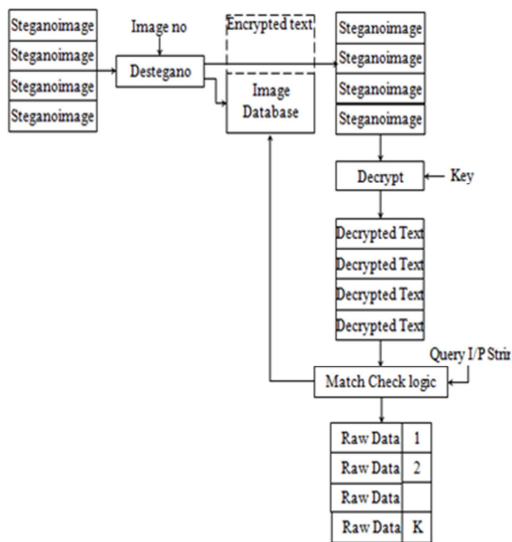 Steganoimage
Steganoimage
Steganoimage
Steganoimage
Image no
Destegano
Encrypted text
Image
Database
Steganoimage
Steganoimage
Steganoimage
Steganoimage
Decrypt
Key
Decrypted Text
Decrypted Text
Decrypted Text
Decrypted Text
Query I/P Strin
Match Check logic
Raw Data 1
Raw Data 2
Raw Data
Raw Data K